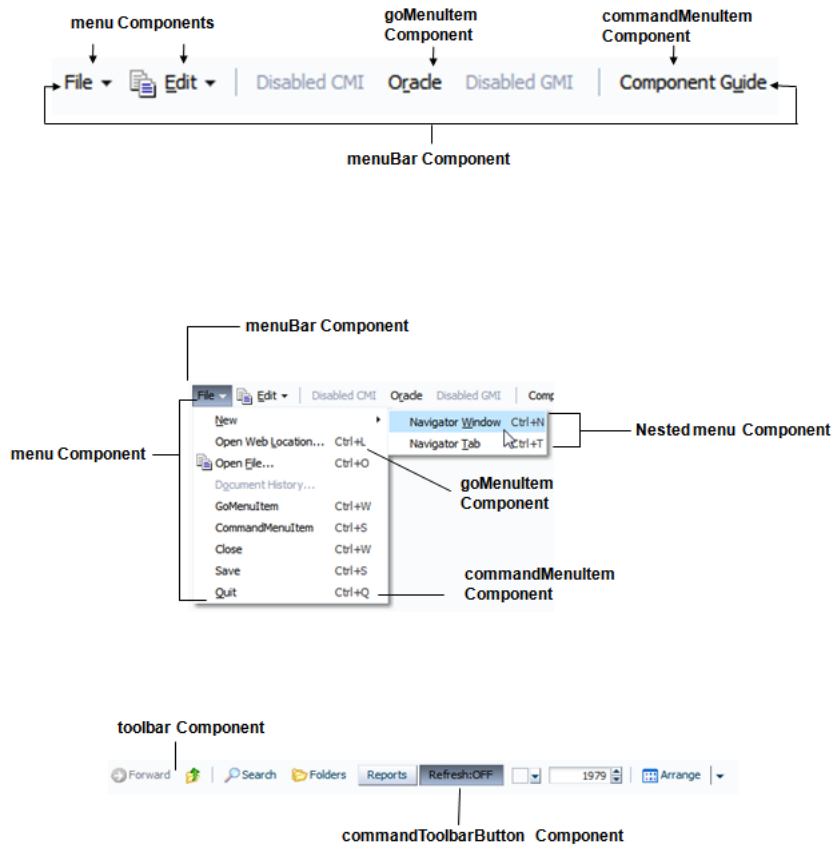 menu Components
goMenuItem
Component
commandMenuItem
Component
File Edit Disabled CMI Oracle Disabled GMI Component Guide
menuBar Component
menuBar Component
File Edit Disabled CMI Oracle Disabled GMI Comp
New
Navigator Window Ctrl+N
Open Web Location... Ctrl+L
Navigator Tab Ctrl+T
Nested menu Component
menu Component
Open File... Ctrl+O
Document History...
goMenuItem
Component
GoMenuItem Ctrl+W
CommandMenuItem Ctrl+S
Close Ctrl+W
Save Ctrl+S
Quit Ctrl+Q
commandMenuItem
Component
toolbar Component
Forward Search Folders Reports Refresh:OFF 1979 Arrange
commandToolbarButton Component